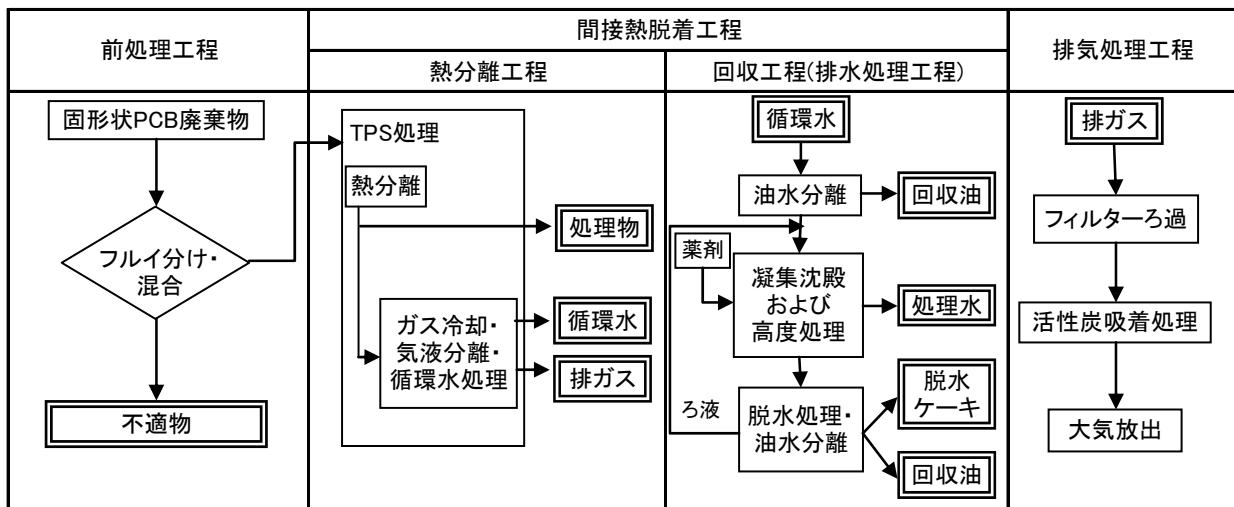 前処理工程
間接熱脱着工程
熱分離工程
回収工程(排水処理工程)
排気処理工程
固形状PCB廃棄物
フルイ分け・
混合
不適物
TPS処理
熱分離
処理物
ガス冷却・
気液分離・
循環水処理
循環水
排ガス
循環水
油水分離
回収油
薬剤
凝集沈殿
および
高度処理
処理水
ろ液
脱水処理・
油水分離
脱水
ケーキ
回収油
排ガス
フィルターろ過
活性炭吸着処理
大気放出